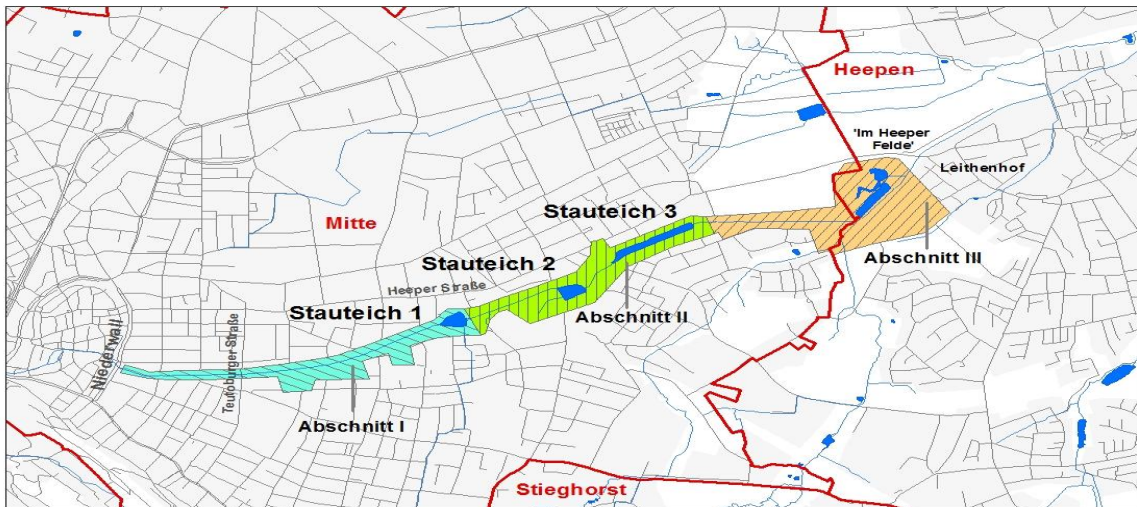 Heepen
'Im Heeper
Felde'
Leithenhof
Stauteich 3
Mitte
Stauteich 2
Abschnitt III
Heeper Straße
Stauteich 1
Abschnitt II
Niederwall
Teutoburger Straße
Abschnitt I
Stieghorst